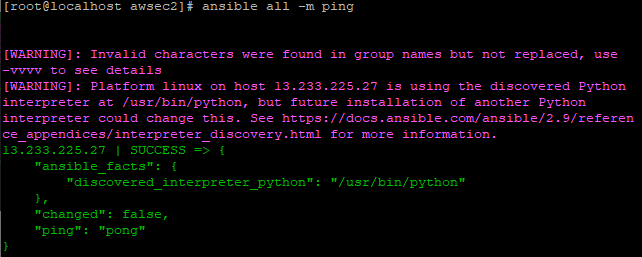 [root@localhost awsec2]# ansible all -m ping
[WARNING]: Invalid characters were found in group names but not replaced, use
-vvvv to see details
[WARNING]: Platform linux on host 13.233.225.27 is using the discovered Python
interpreter at /usr/bin/python, but future installation of another Python
interpreter could change this. See https://docs.ansible.com/ansible/2.9/referen
ce_appendices/interpreter_discovery.html for more information.
13.233.225.27 | SUCCESS => {
    "ansible_facts": {
        "discovered_interpreter_python": "/usr/bin/python"
    },
    "changed": false,
    "ping": "pong"
}